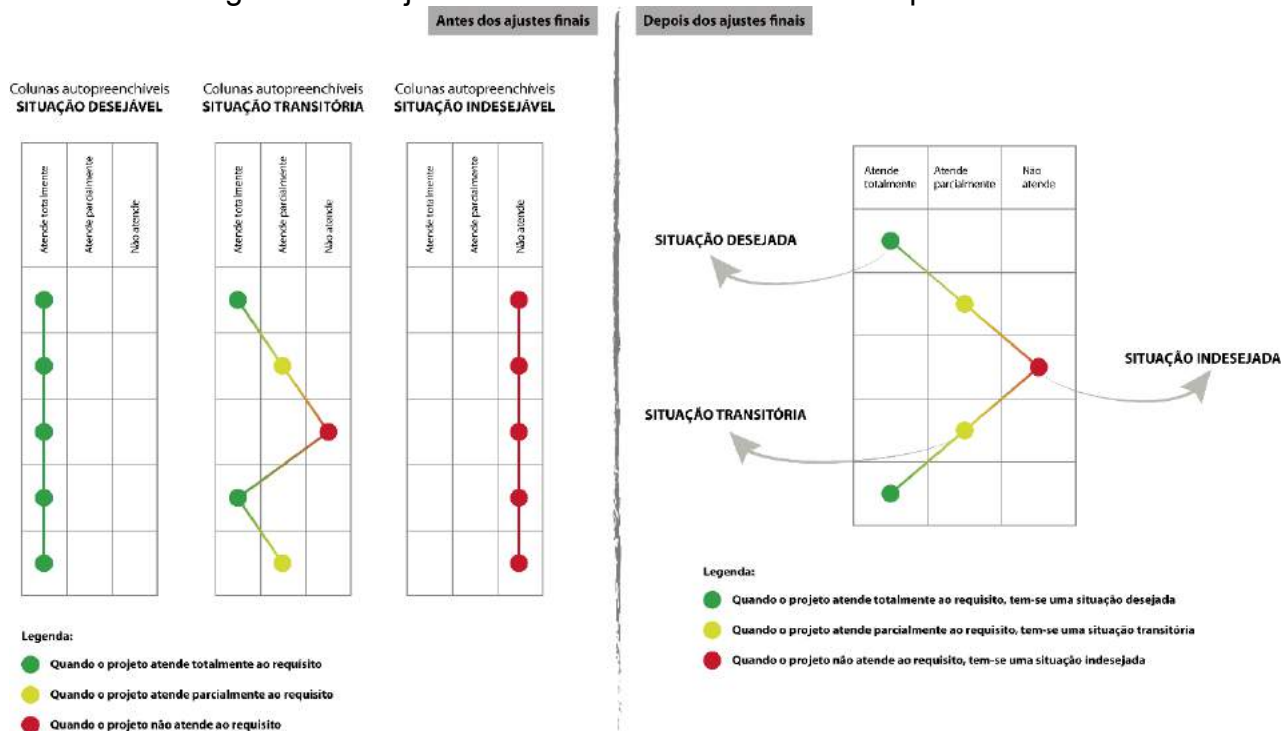 Antes dos ajustes finais
Colunas autopreenchíveis
SITUAÇÃO DESEJÁVEL
Colunas autopreenchíveis
SITUAÇÃO TRANSITÓRIA
Colunas autopreenchíveis
SITUAÇÃO INDESEJÁVEL
Atende totalmente
Atende parcialmente
Não atende
Atende totalmente
Atende parcialmente
Não atende
Atende totalmente
Atende parcialmente
Não atende
Legenda:
Quando o projeto atende totalmente ao requisito
Quando o projeto atende parcialmente ao requisito
Quando o projeto não atende ao requisito
Depois dos ajustes finais
Atende
totalmente
Atende
parcialmente
Não
atende
SITUAÇÃO DESEJADA
SITUAÇÃO INDESEJADA
SITUAÇÃO TRANSITÓRIA
Legenda:
Quando o projeto atende totalmente ao requisito, tem-se uma situação desejada
Quando o projeto atende parcialmente ao requisito, tem-se uma situação transitória
Quando o projeto não atende ao requisito, tem-se uma situação indesejada